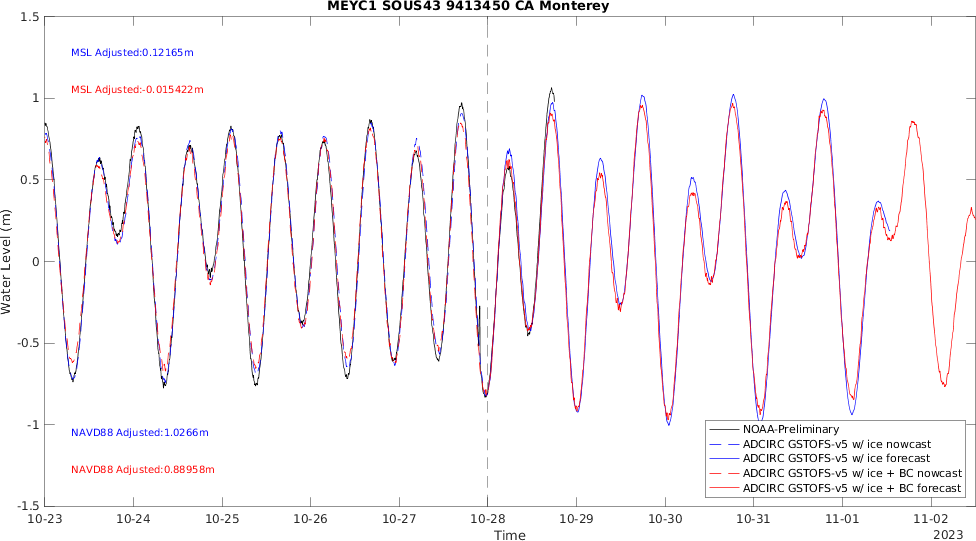 MEYC1 SOUS43 9413450 CA Monterey
1.5
1
0.5
0
-0.5
-1
-1.5
Water Level (m)
MSL Adjusted:0.12165m
MSL Adjusted:-0.015422m
NAVD88 Adjusted:1.0266m
NAVD88 Adjusted:0.88958m
NOAA-Preliminary
ADCIRC GSTOFS-v5 w/ ice nowcast
ADCIRC GSTOFS-v5 w/ ice forecast
ADCIRC GSTOFS-v5 w/ ice + BC nowcast
ADCIRC GSTOFS-v5 w/ ice + BC forecast
10-23 10-24 10-25 10-26 10-27 10-28 10-29 10-30 10-31 11-01 11-02
Time
2023